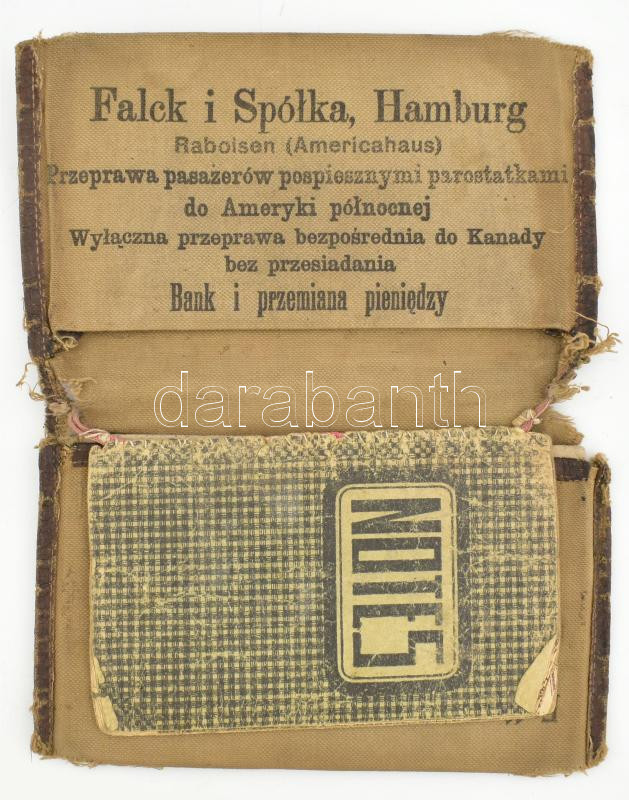 Falck i Spółka, Hamburg
Raboisen (Americahaus)
Przeprawa pasażerów pospiesznymi parostatkami
do Ameryki północnej
Wyłączna przeprawa bezpośrednia do Kanady
bez przesiadania
Bank i przemiana pieniędzy
darabanth
NOTES